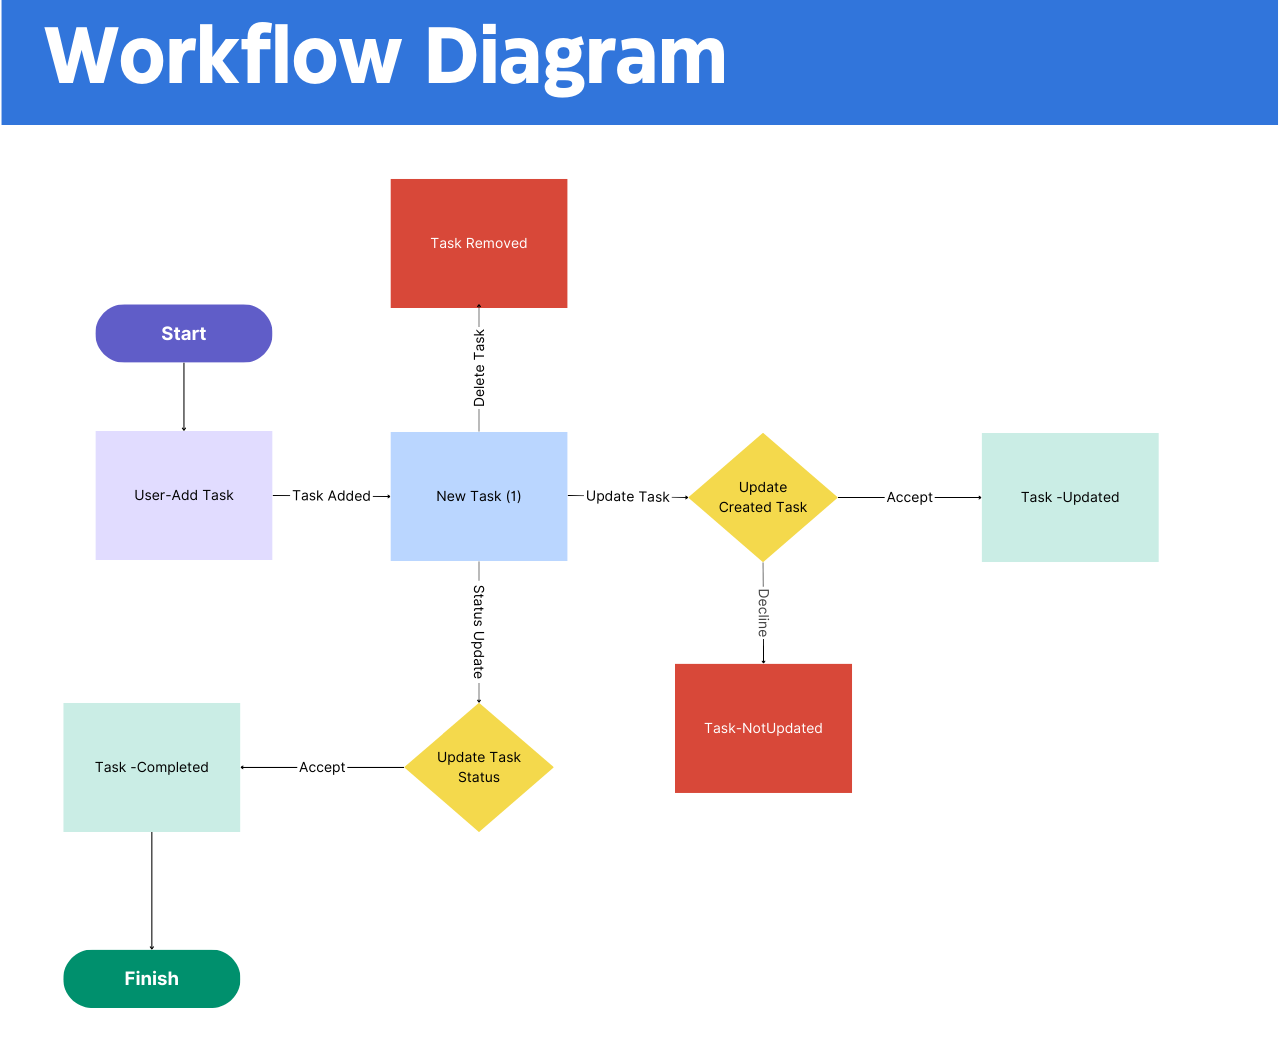 Workflow Diagram
Task Removed
Start
Delete Task
User-Add Task
Task Added
New Task (1)
Update Task
Update
Created Task
Accept
Task -Updated
Status Update
Decline
Task-NotUpdated
Task -Completed
Accept
Update Task
Status
Finish